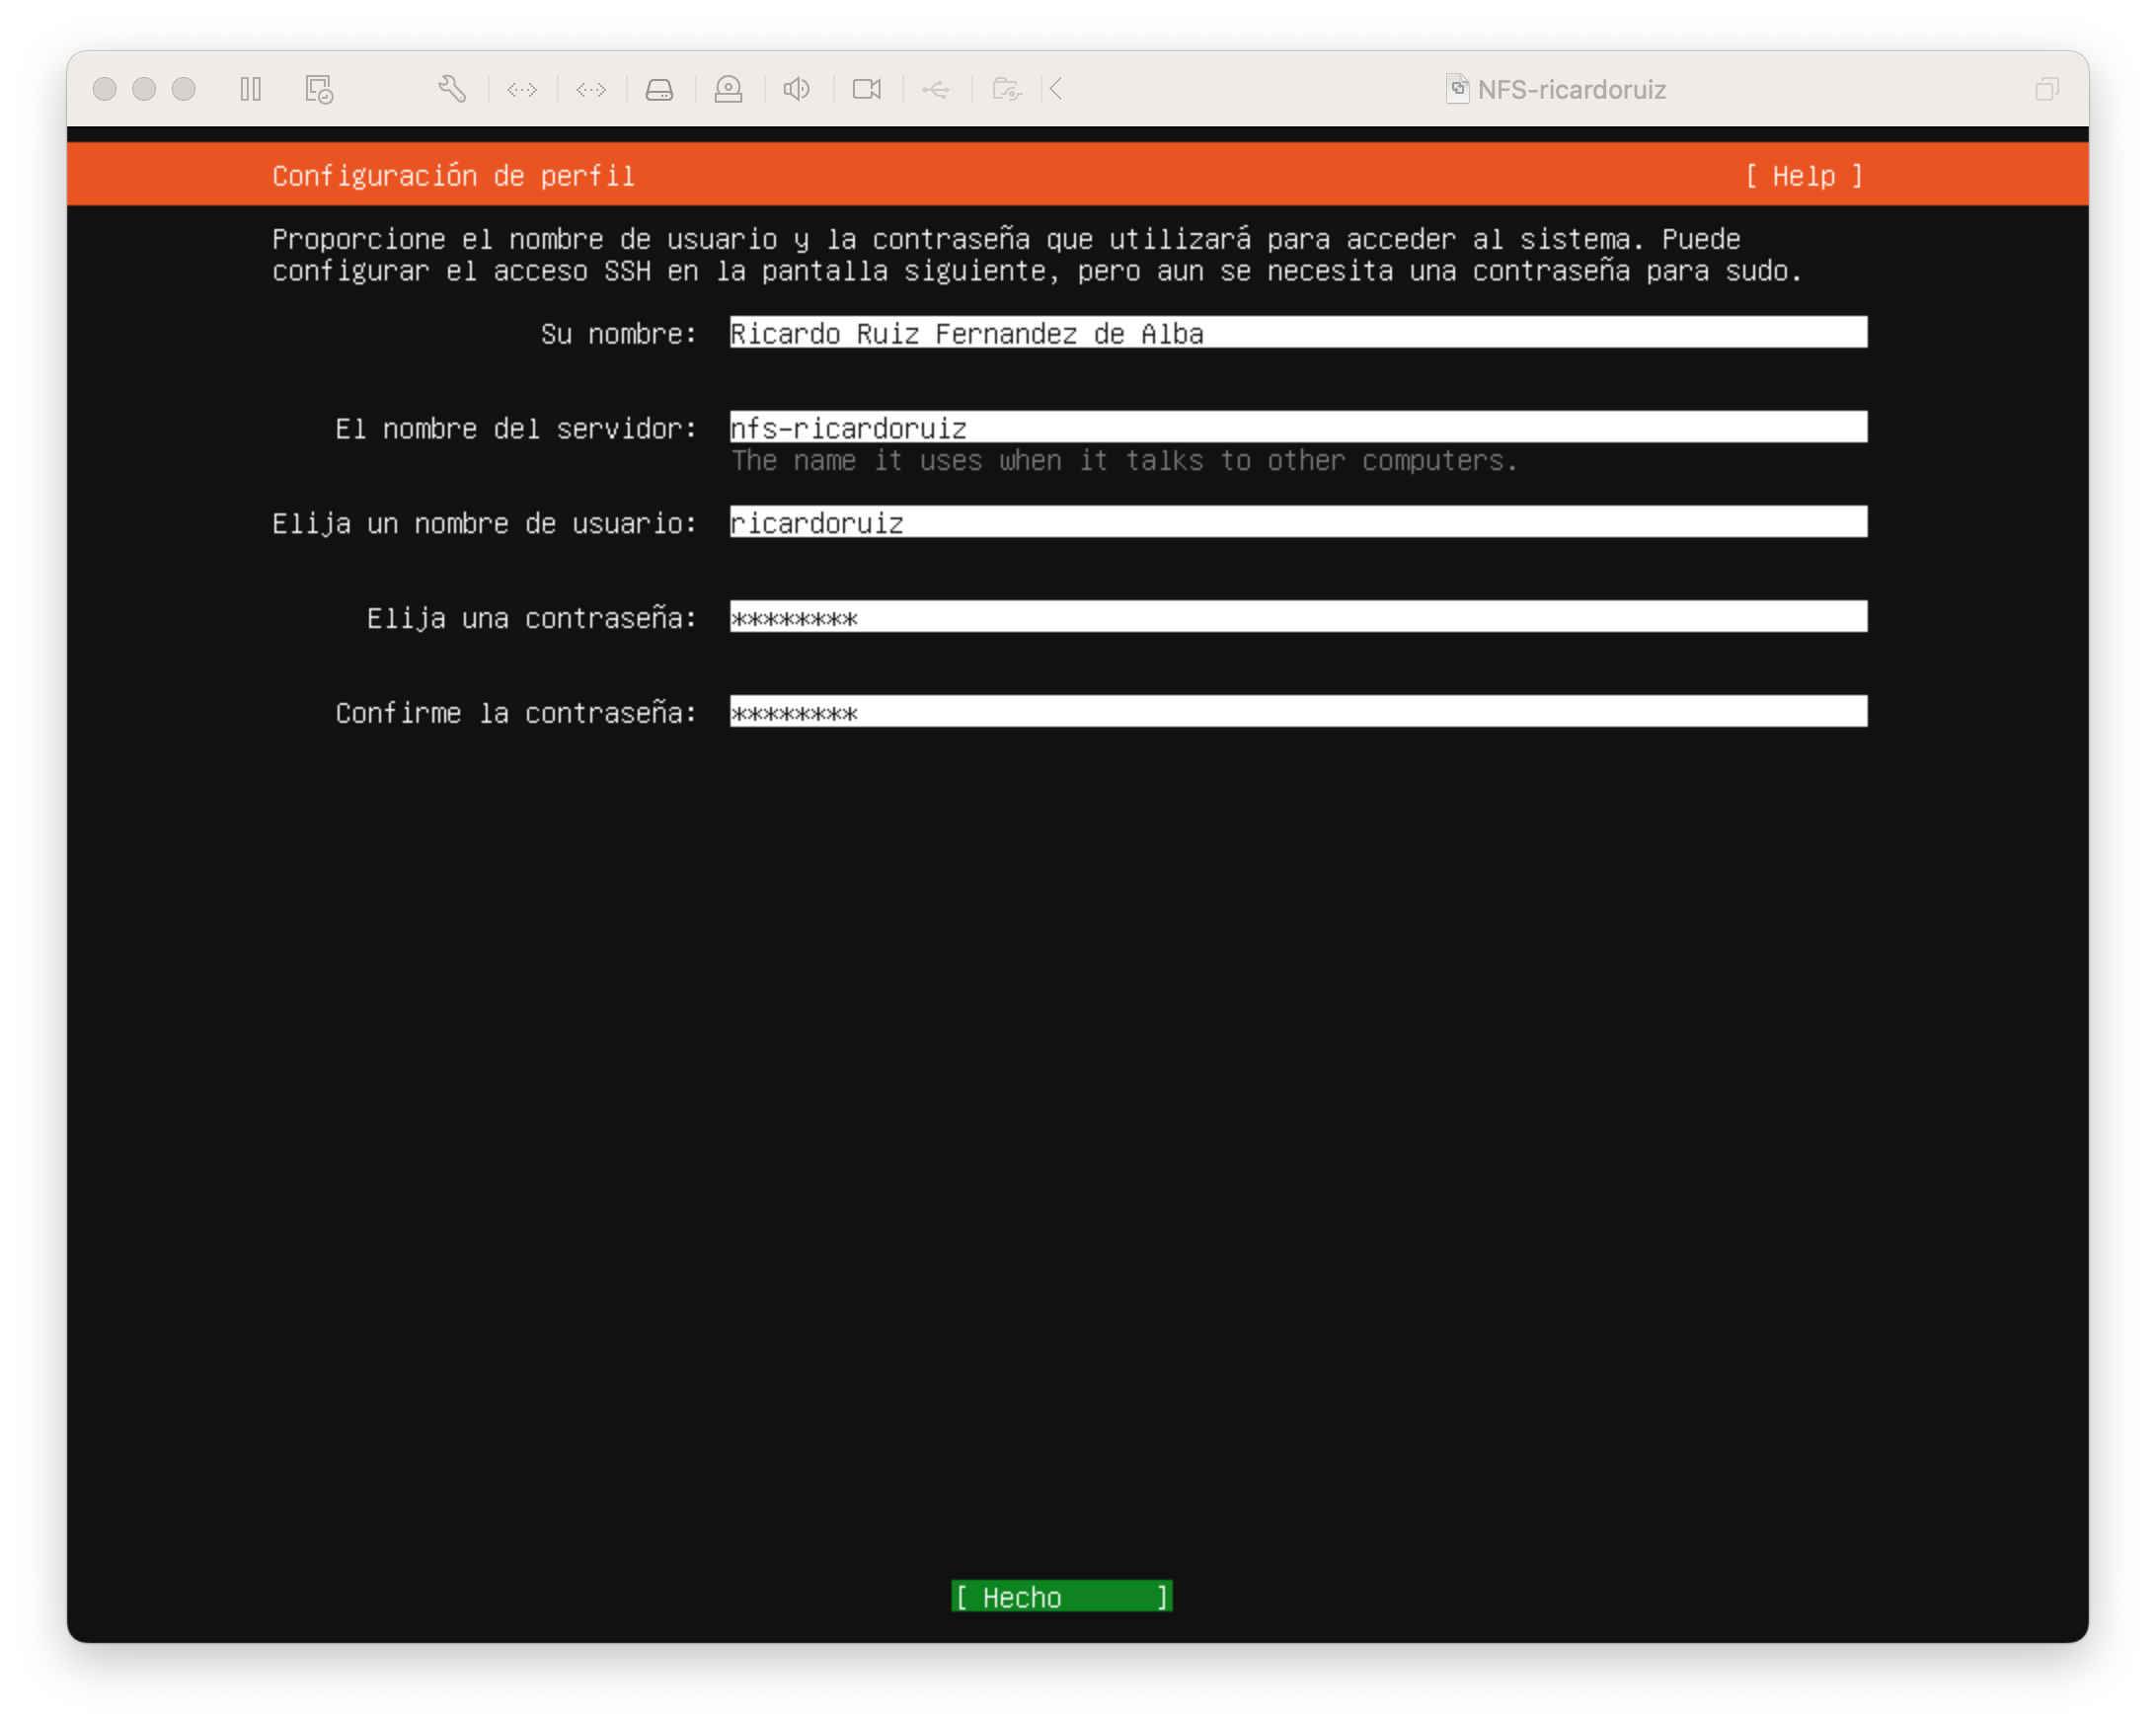 NFS-ricardoruiz
Configuración de perfil [ Help ]
Proporcione el nombre de usuario y la contraseña que utilizará para acceder al sistema. Puede
configurar el acceso SSH en la pantalla siguiente, pero aun se necesita una contraseña para sudo.
Su nombre: Ricardo Ruiz Fernandez de Alba
El nombre del servidor: nfs-ricardoruiz
The name it uses when it talks to other computers.
Elija un nombre de usuario: ricardoruiz
Elija una contraseña: ********
Confirme la contraseña: ********
[ Hecho ]